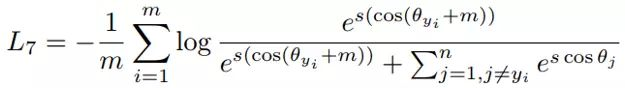 $L_7 = -\frac{1}{m} \sum_{i=1}^{m} \log \frac{e^{s(\cos(\theta_{y_i}+m))}}{e^{s(\cos(\theta_{y_i}+m))} + \sum_{j=1, j \neq y_i}^{n} e^{s \cos \theta_j}}$